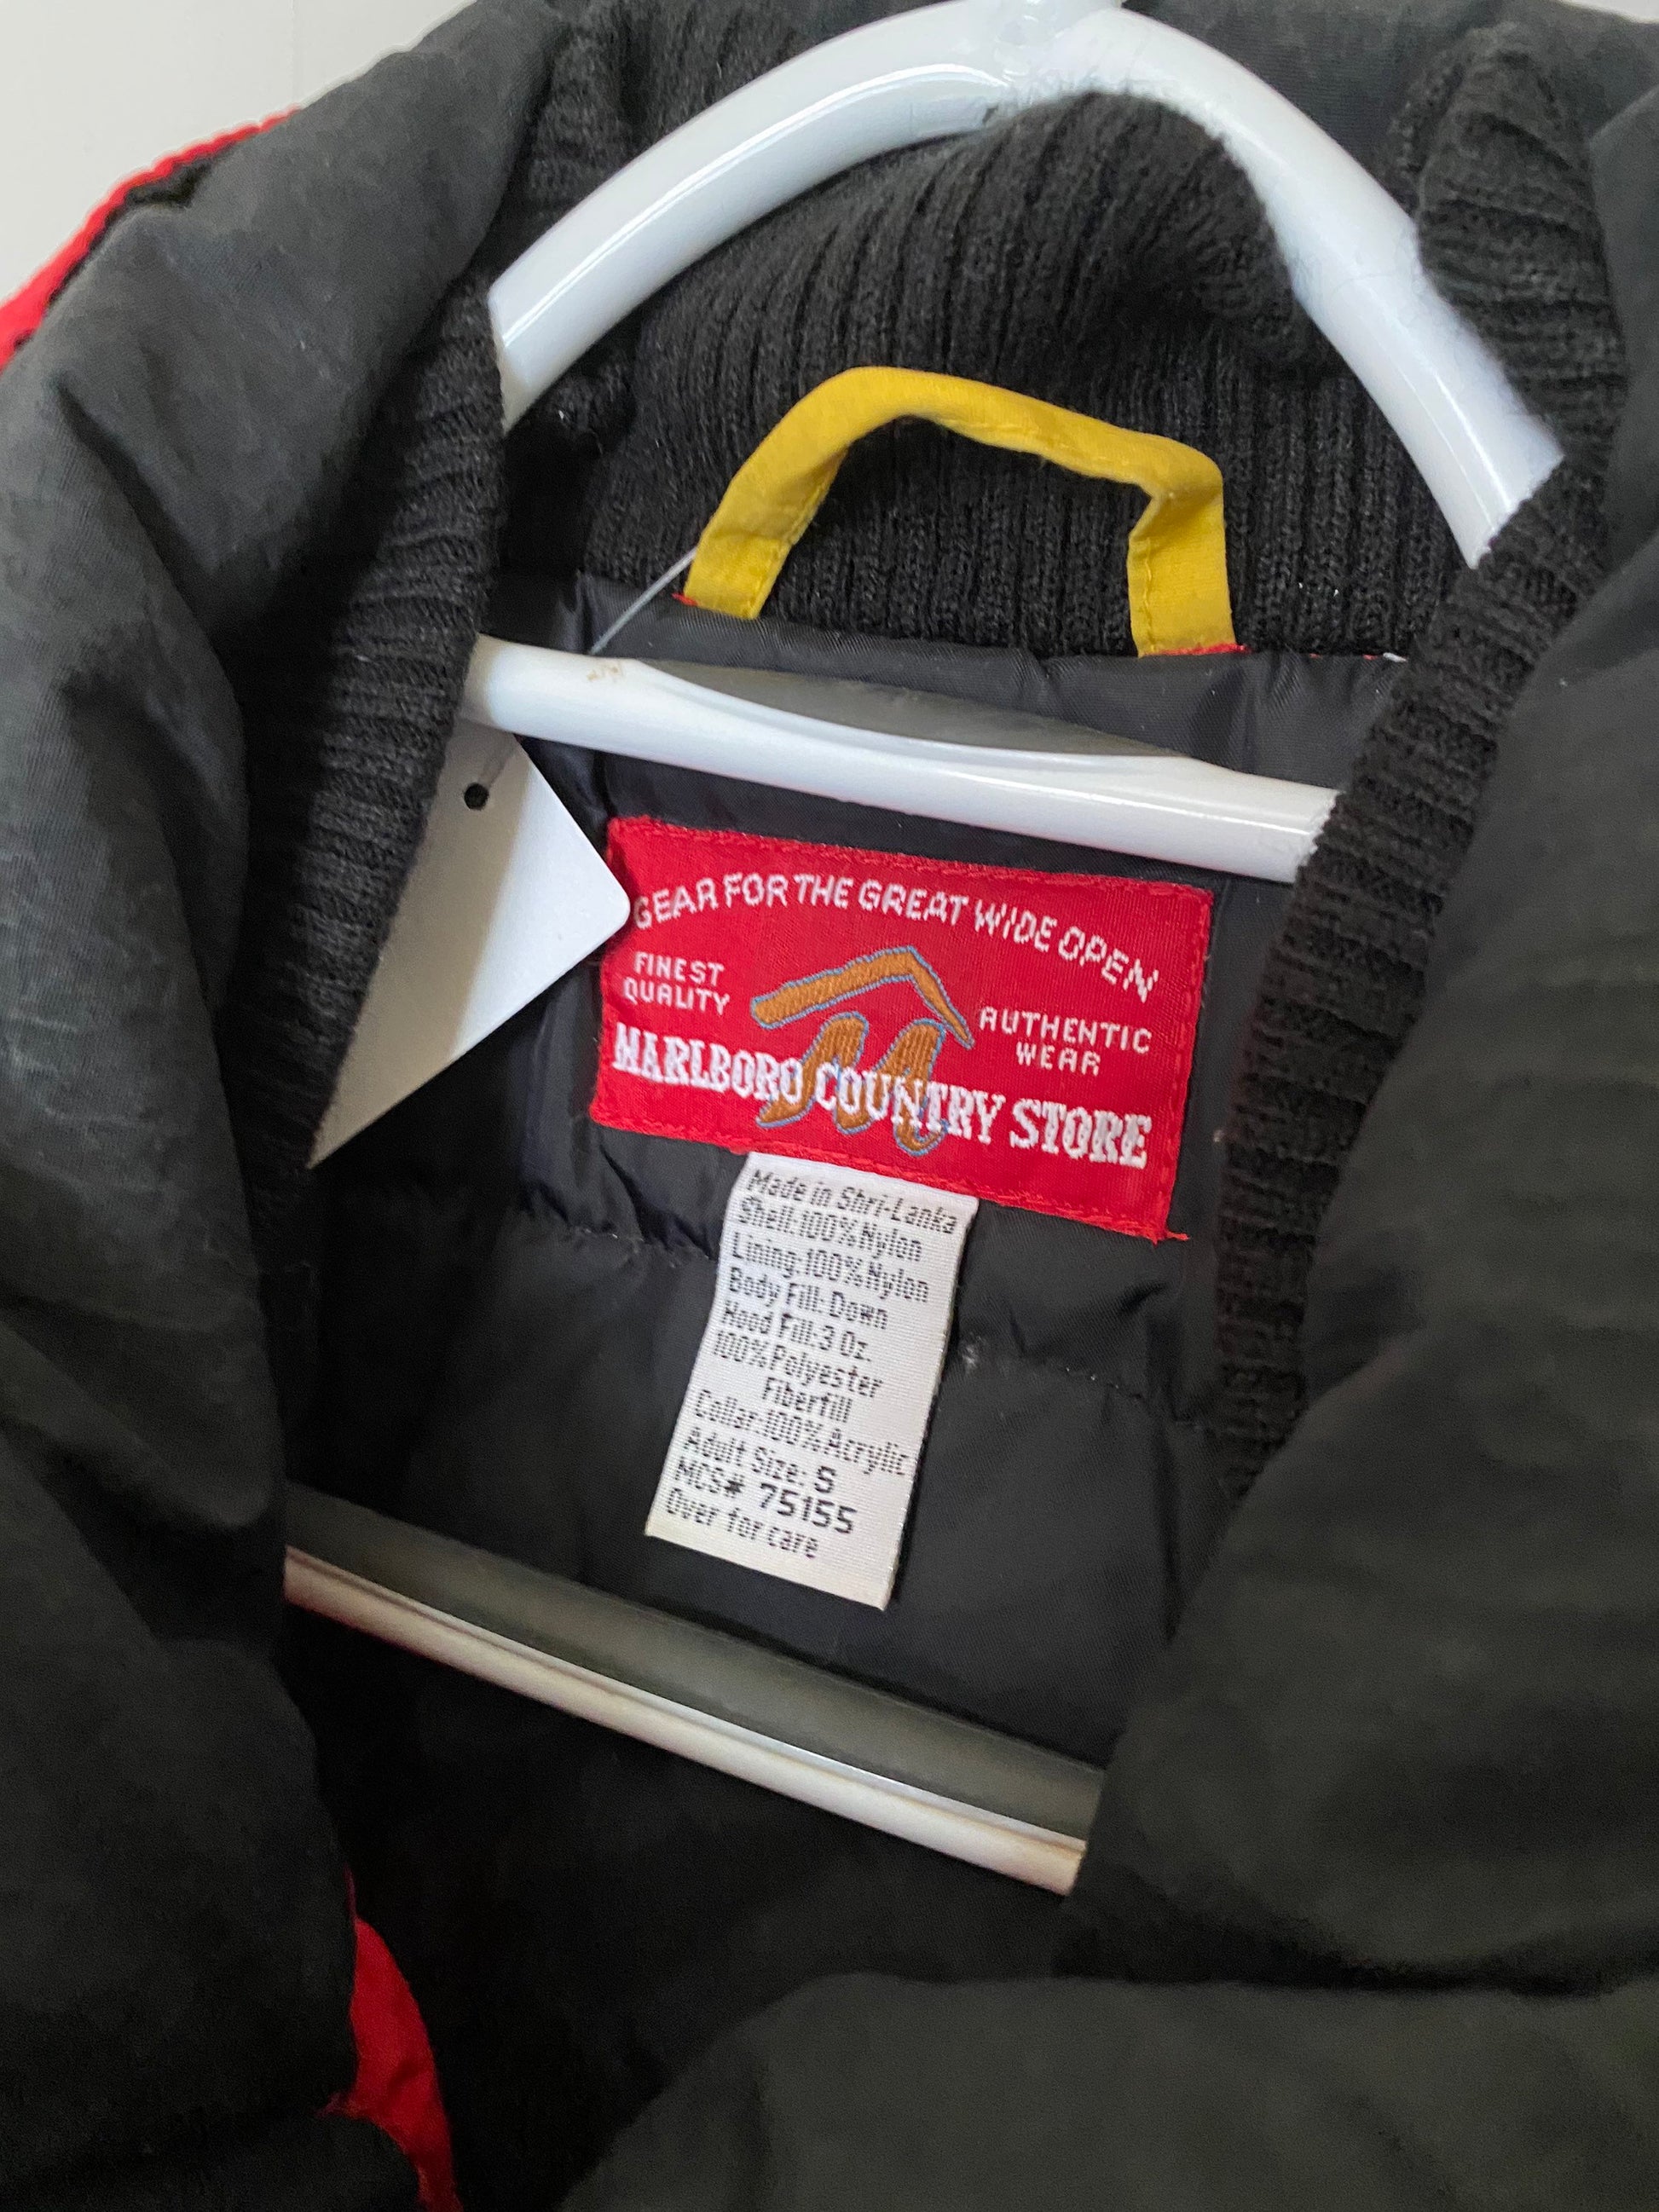 GEAR FOR THE GREAT WIDE OPEN
FINEST
QUALITY
AUTHENTIC
WEAR
M
MARLBORO COUNTRY STORE
Made in Shri-Lanka
Shell:100%Nylon
Lining:100%Nylon
Body Fill: Down
Hood Fill:3 Oz.
100%Polyester
Fiberfill
Collar:100%Acrylic
Adult Size: S
MCS# 75155
Over for care